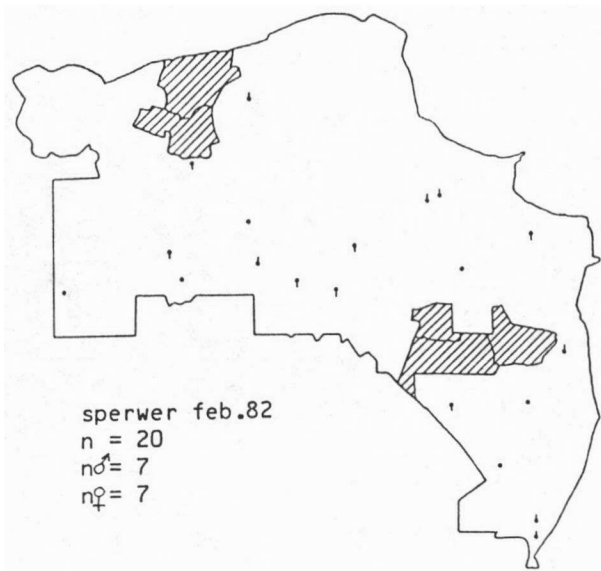 sperwer feb.82
n = 20
n♂= 7
n♀= 7